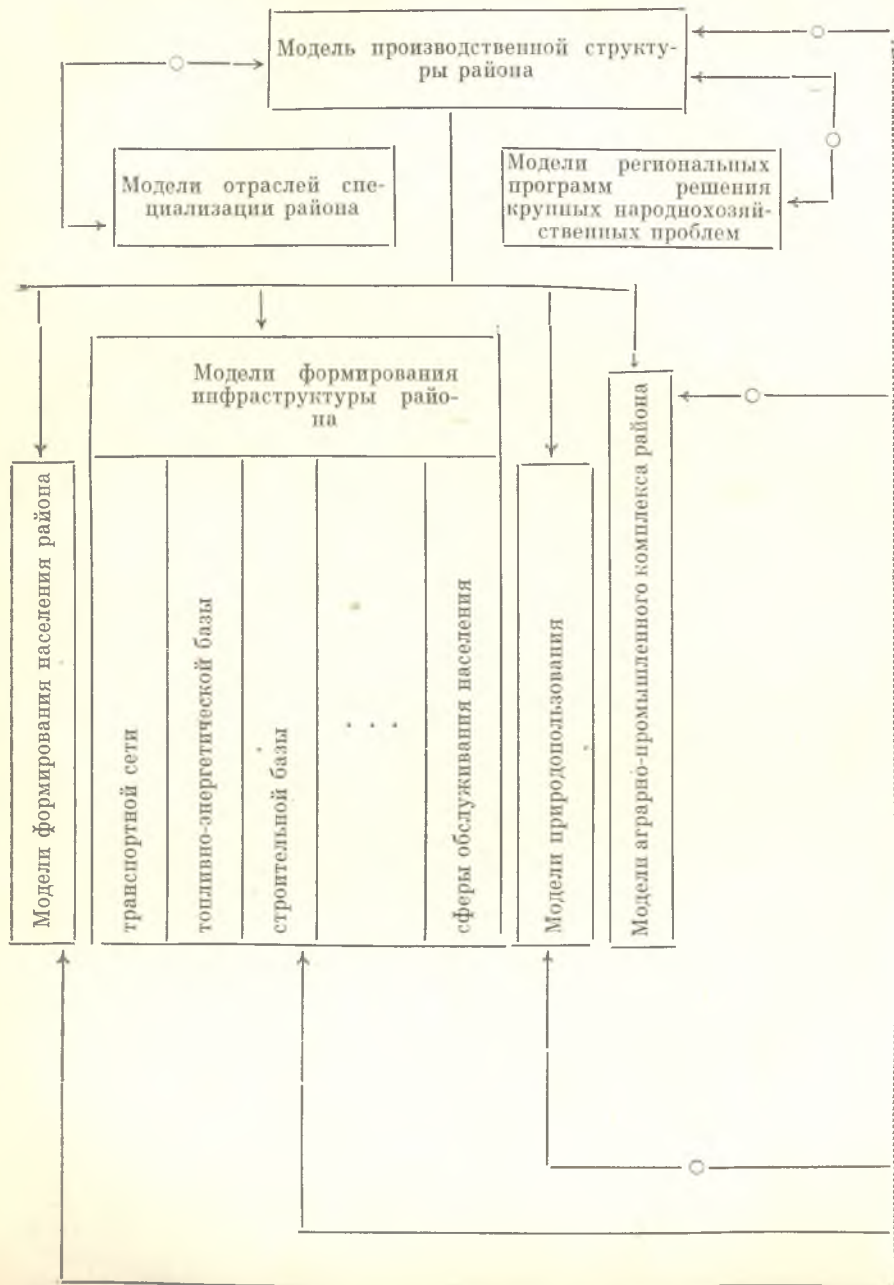 Модель производственной структу-
ры района
Модели отраслей спе-
циализации района
Модели региональных
программ решения
крупных народнохозяй-
ственных проблем
Модели формирования
инфраструктуры райо-
на
Модели формирования населения района
транспортной сети
топливно-энергетической базы
строительной базы
. . .
сферы обслуживания населения
Модели природопользования
Модели аграрно-промышленного комплекса района